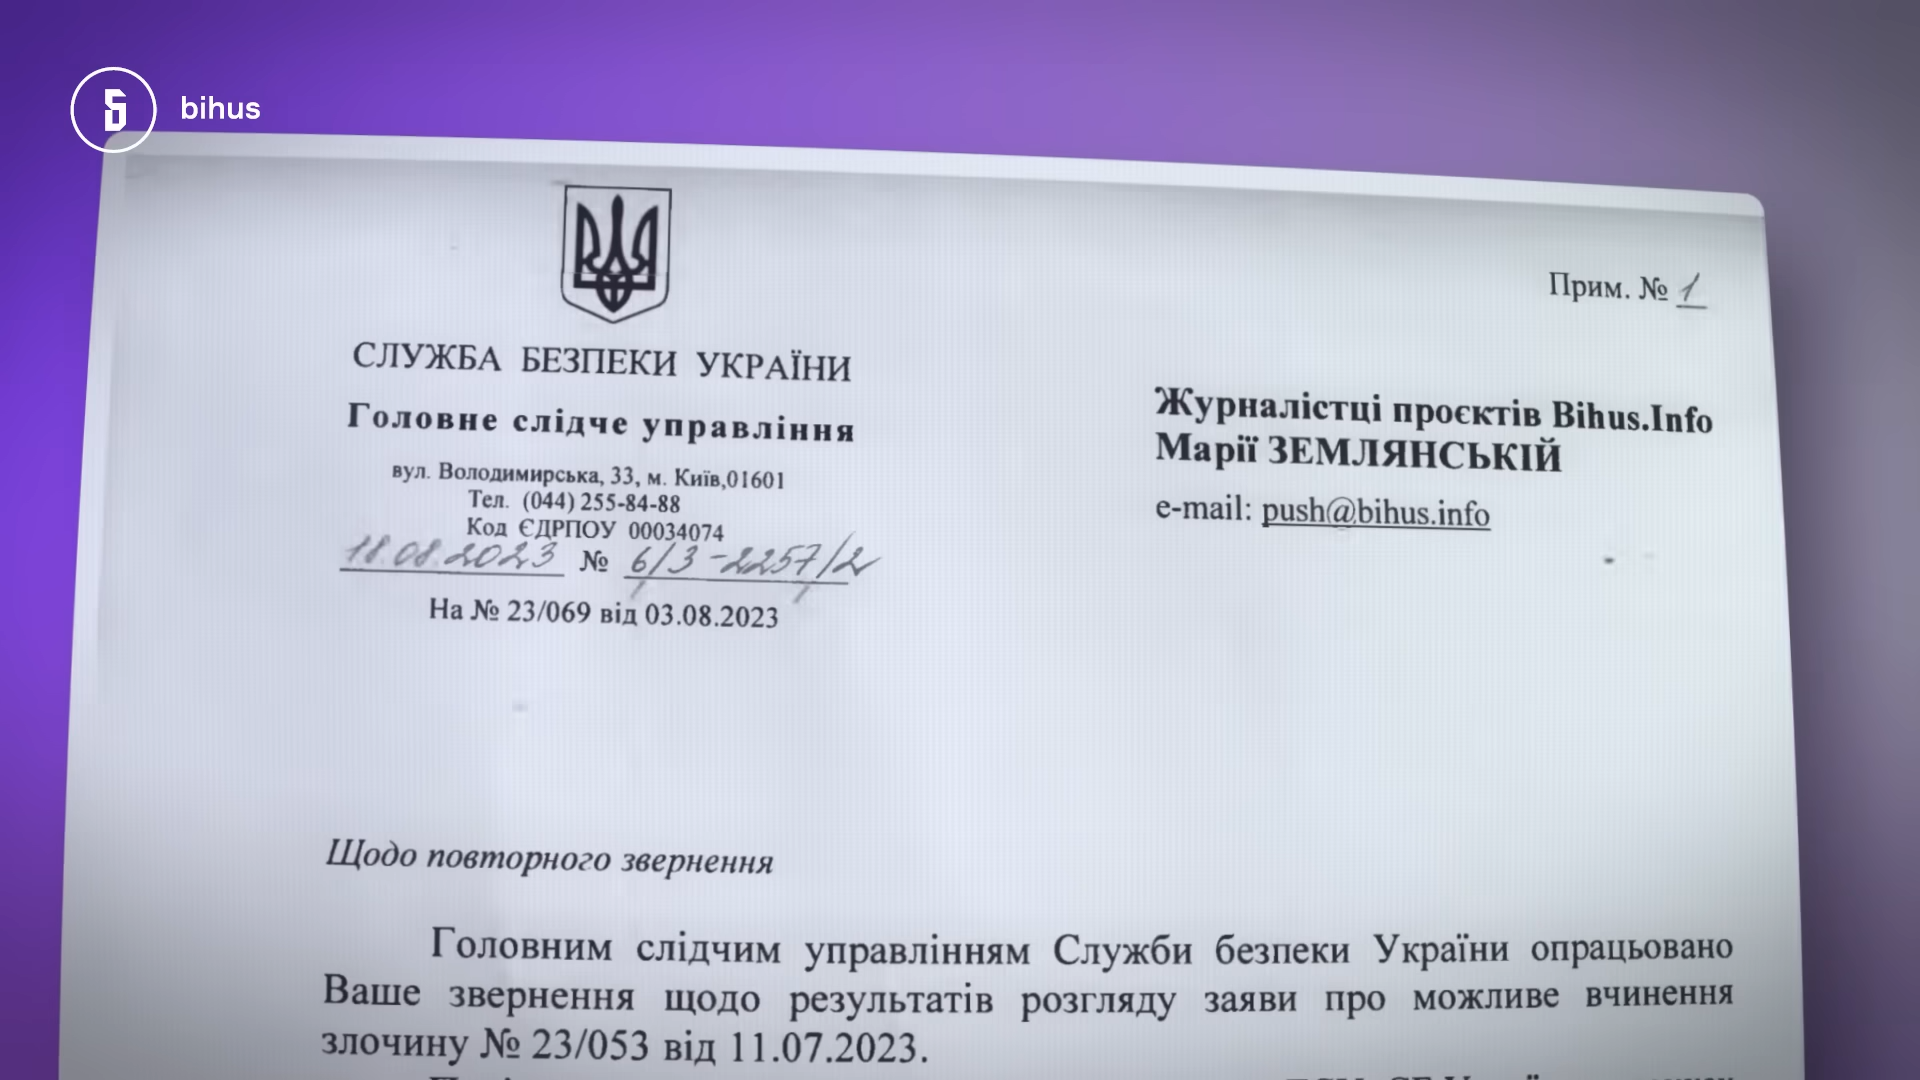 bihus
Прим. № 1
СЛУЖБА БЕЗПЕКИ УКРАЇНИ
Головне слідче управління
вул. Володимирська, 33, м. Київ,01601
Тел. (044) 255-84-88
Код ЄДРПОУ 00034074
18.08.2023 № 6/3-2257/2
На № 23/069 від 03.08.2023
Журналістці проєктів Bihus.Info
Марії ЗЕМЛЯНСЬКІЙ
e-mail: push@bihus.info
Щодо повторного звернення
Головним слідчим управлінням Служби безпеки України опрацьовано
Ваше звернення щодо результатів розгляду заяви про можливе вчинення
злочину № 23/053 від 11.07.2023.